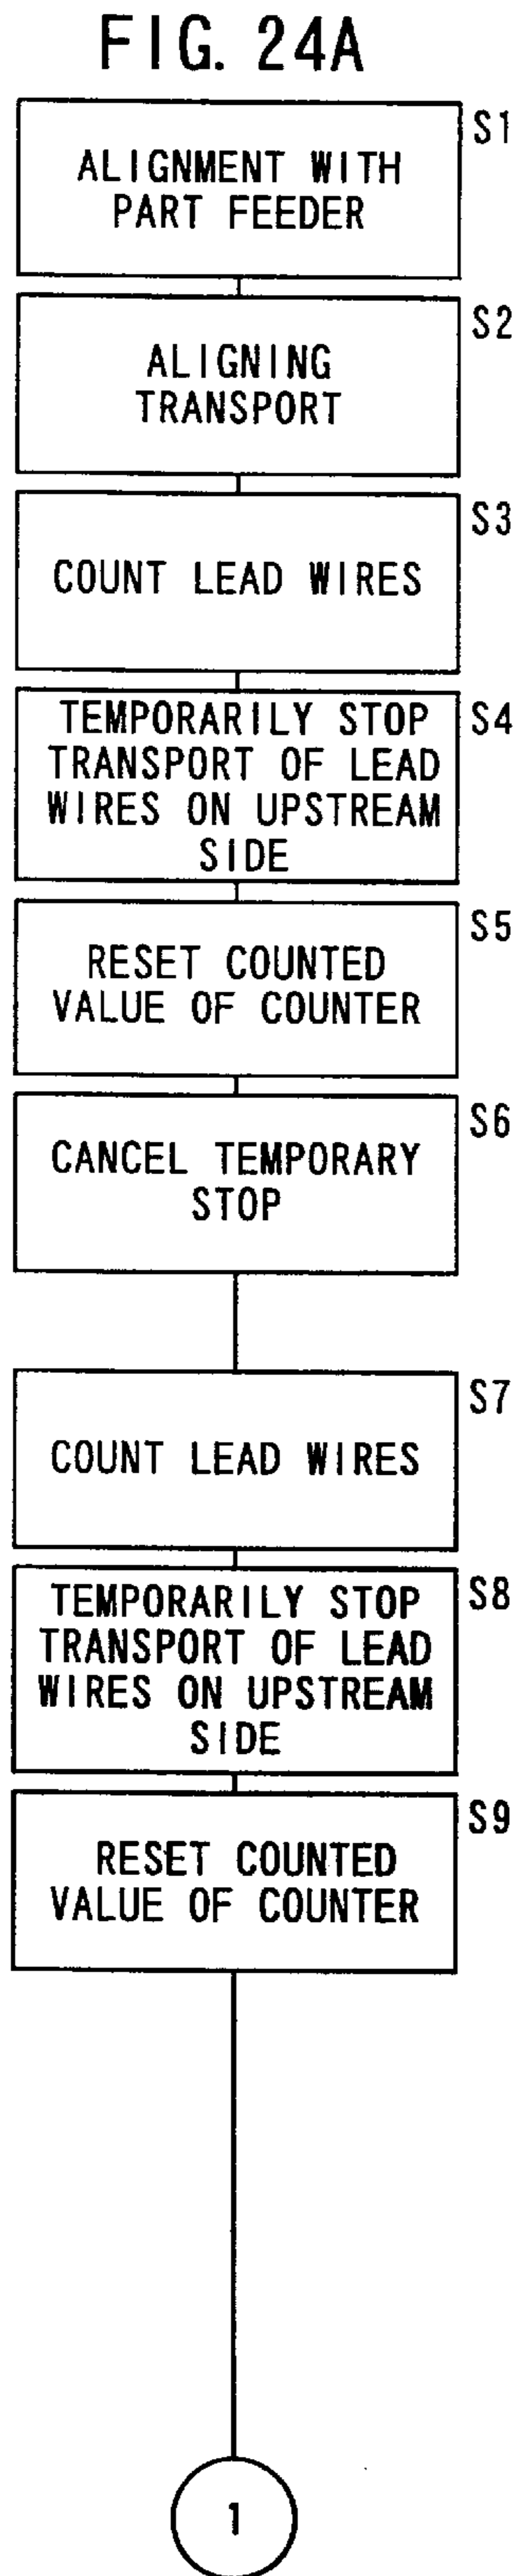 FIG. 24A
S1
ALIGNMENT WITH
PART FEEDER
S2
ALIGNING
TRANSPORT
S3
COUNT LEAD WIRES
S4
TEMPORARILY STOP
TRANSPORT OF LEAD
WIRES ON UPSTREAM
SIDE
S5
RESET COUNTED
VALUE OF COUNTER
S6
CANCEL TEMPORARY
STOP
S7
COUNT LEAD WIRES
S8
TEMPORARILY STOP
TRANSPORT OF LEAD
WIRES ON UPSTREAM
SIDE
S9
RESET COUNTED
VALUE OF COUNTER
1